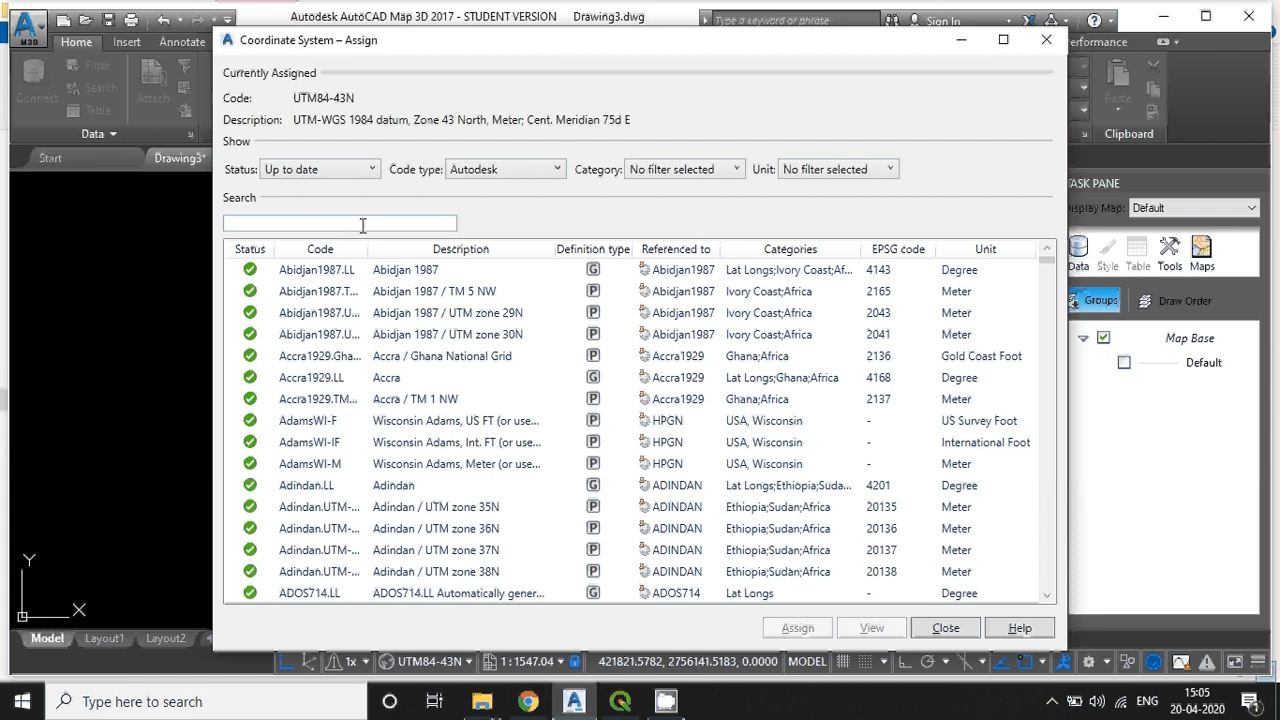 Autodesk AutoCAD Map 3D 2017 - STUDENT VERSION Drawing3.dwg
Type a keyword or phrase
Sign In
M3D
Home Insert Annotate
Performance
Coordinate System – Assign
Connect
Filter
Search
Table
Attach
Data
Paste
Clipboard
Start
Drawing3*
Currently Assigned
Code: UTM84-43N
Description: UTM-WGS 1984 datum, Zone 43 North, Meter; Cent. Meridian 75d E
Show
Status: Up to date Code type: Autodesk Category: No filter selected Unit: No filter selected
Search
Status Code Description Definition type Referenced to Categories EPSG code Unit
Abidjan1987.LL Abidjan 1987 G Abidjan1987 Lat Longs;Ivory Coast;Af... 4143 Degree
Abidjan1987.T... Abidjan 1987 / TM 5 NW P Abidjan1987 Ivory Coast;Africa 2165 Meter
Abidjan1987.U... Abidjan 1987 / UTM zone 29N P Abidjan1987 Ivory Coast;Africa 2043 Meter
Abidjan1987.U... Abidjan 1987 / UTM zone 30N P Abidjan1987 Ivory Coast;Africa 2041 Meter
Accra1929.Gha... Accra / Ghana National Grid P Accra1929 Ghana;Africa 2136 Gold Coast Foot
Accra1929.LL Accra G Accra1929 Lat Longs;Ghana;Africa 4168 Degree
Accra1929.TM... Accra / TM 1 NW P Accra1929 Ghana;Africa 2137 Meter
AdamsWI-F Wisconsin Adams, US FT (or use... P HPGN USA, Wisconsin - US Survey Foot
AdamsWI-IF Wisconsin Adams, Int. FT (or use... P HPGN USA, Wisconsin - International Foot
AdamsWI-M Wisconsin Adams, Meter (or use... P HPGN USA, Wisconsin - Meter
Adindan.LL Adindan G ADINDAN Lat Longs;Ethiopia;Suda... 4201 Degree
Adindan.UTM-... Adindan / UTM zone 35N P ADINDAN Ethiopia;Sudan;Africa 20135 Meter
Adindan.UTM-... Adindan / UTM zone 36N P ADINDAN Ethiopia;Sudan;Africa 20136 Meter
Adindan.UTM-... Adindan / UTM zone 37N P ADINDAN Ethiopia;Sudan;Africa 20137 Meter
Adindan.UTM-... Adindan / UTM zone 38N P ADINDAN Ethiopia;Sudan;Africa 20138 Meter
ADOS714.LL ADOS714.LL Automatically gener... G ADOS714 Lat Longs - Degree
Assign View Close Help
TASK PANE
Display Map: Default
Data Style Table Tools Maps
Groups Draw Order
Map Base
Default
Y
X
Model Layout1 Layout2
1x UTM84-43N 1:1547.04 421821.5782, 2756141.5183, 0.0000 MODEL
Type here to search
ENG
15:05
20-04-2020
1